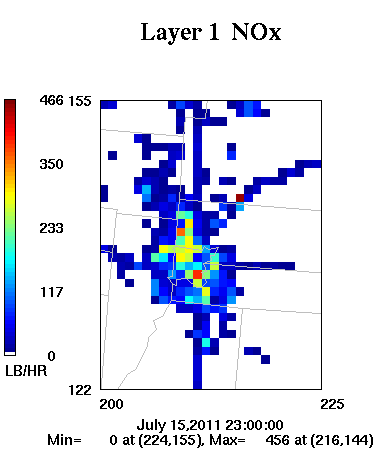 Layer 1 NOx
466
155
350
233
117
0
LB/HR
122
200
225
July 15,2011 23:00:00
Min= 0 at (224,155), Max= 456 at (216,144)